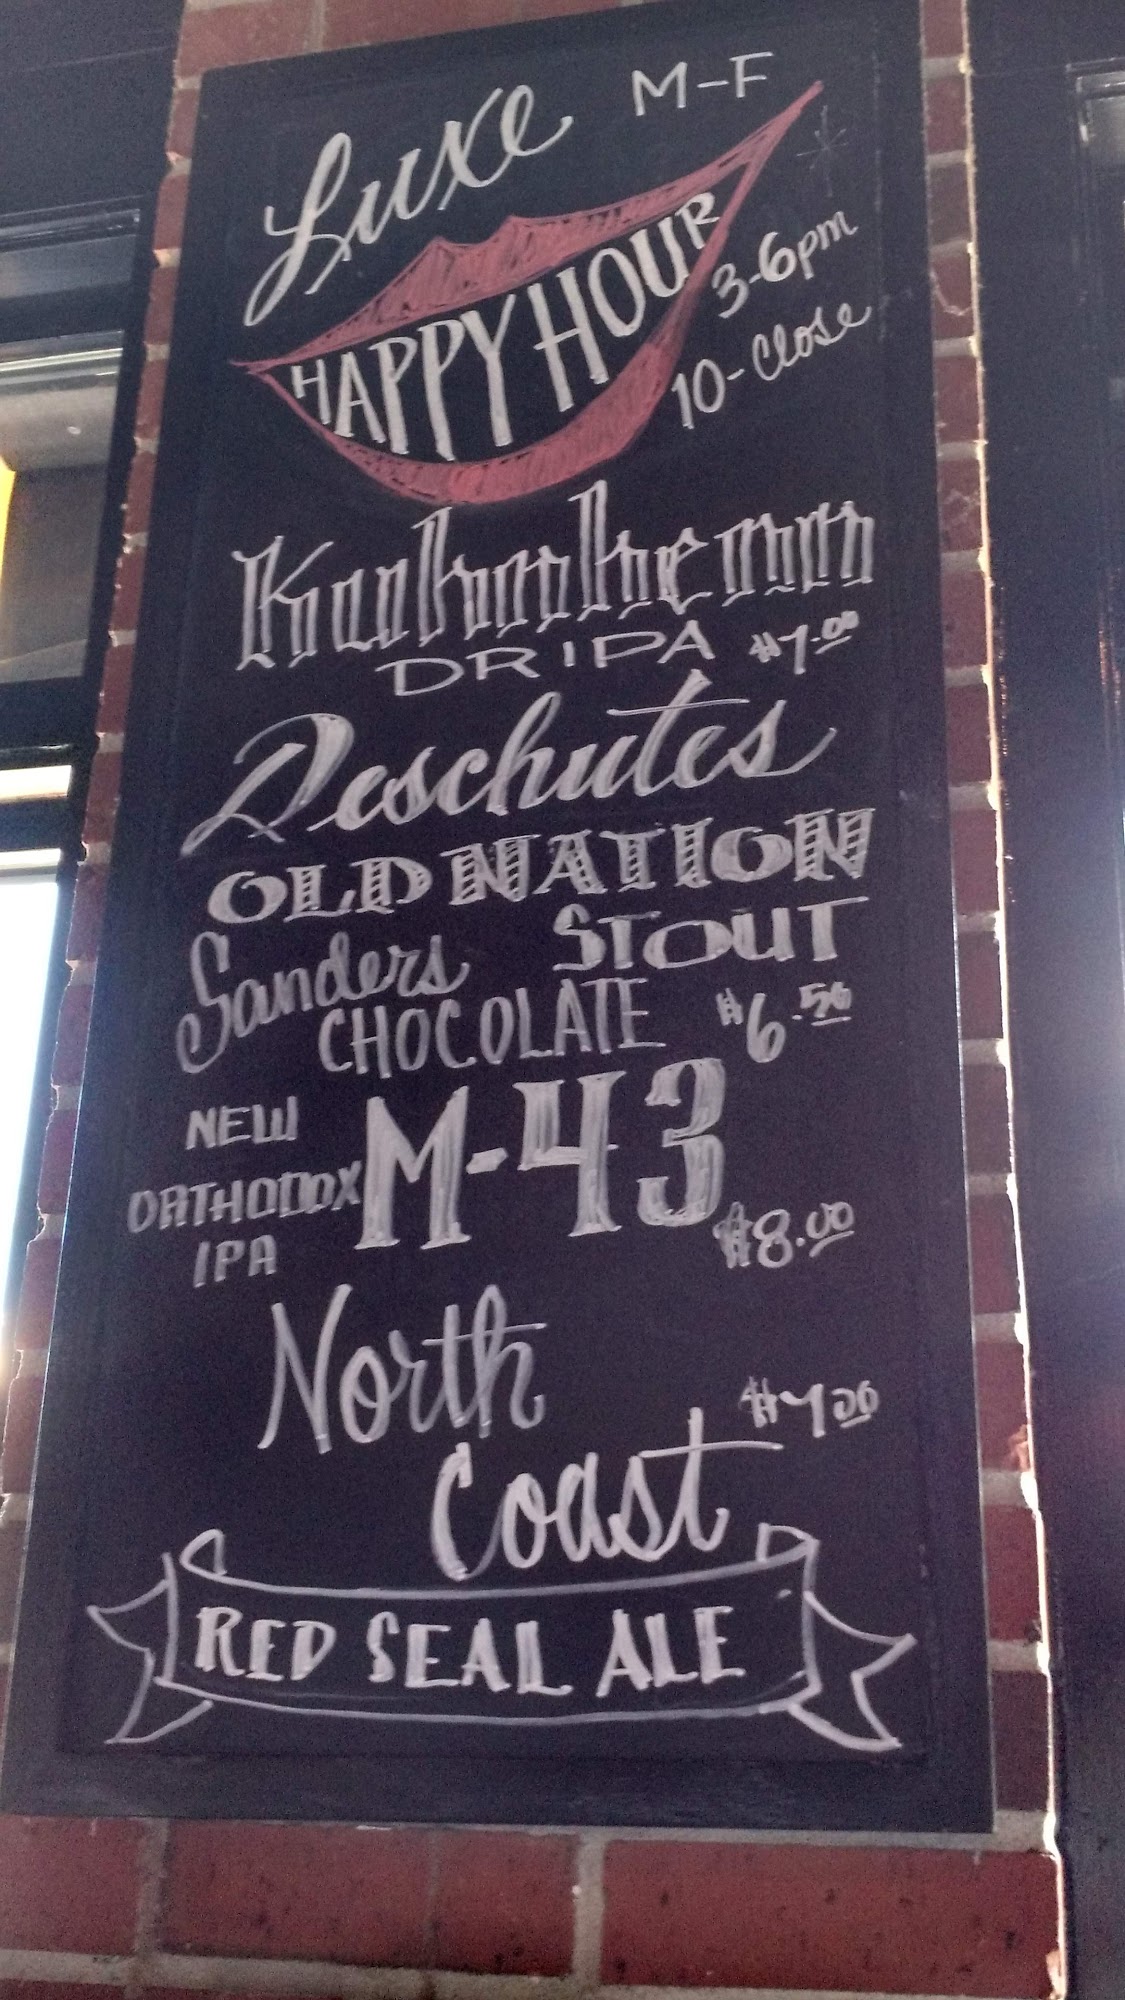 Luxe M-F
HAPPY HOUR
3-6pm
10-Close
Kuhnhenn
DRIPA $7.00
Deschutes
OLD NATION
Sanders STOUT
CHOCOLATE $6.50
NEW
ORTHODOX M-43
IPA $8.00
North
$7.00
Coast
RED SEAL ALE